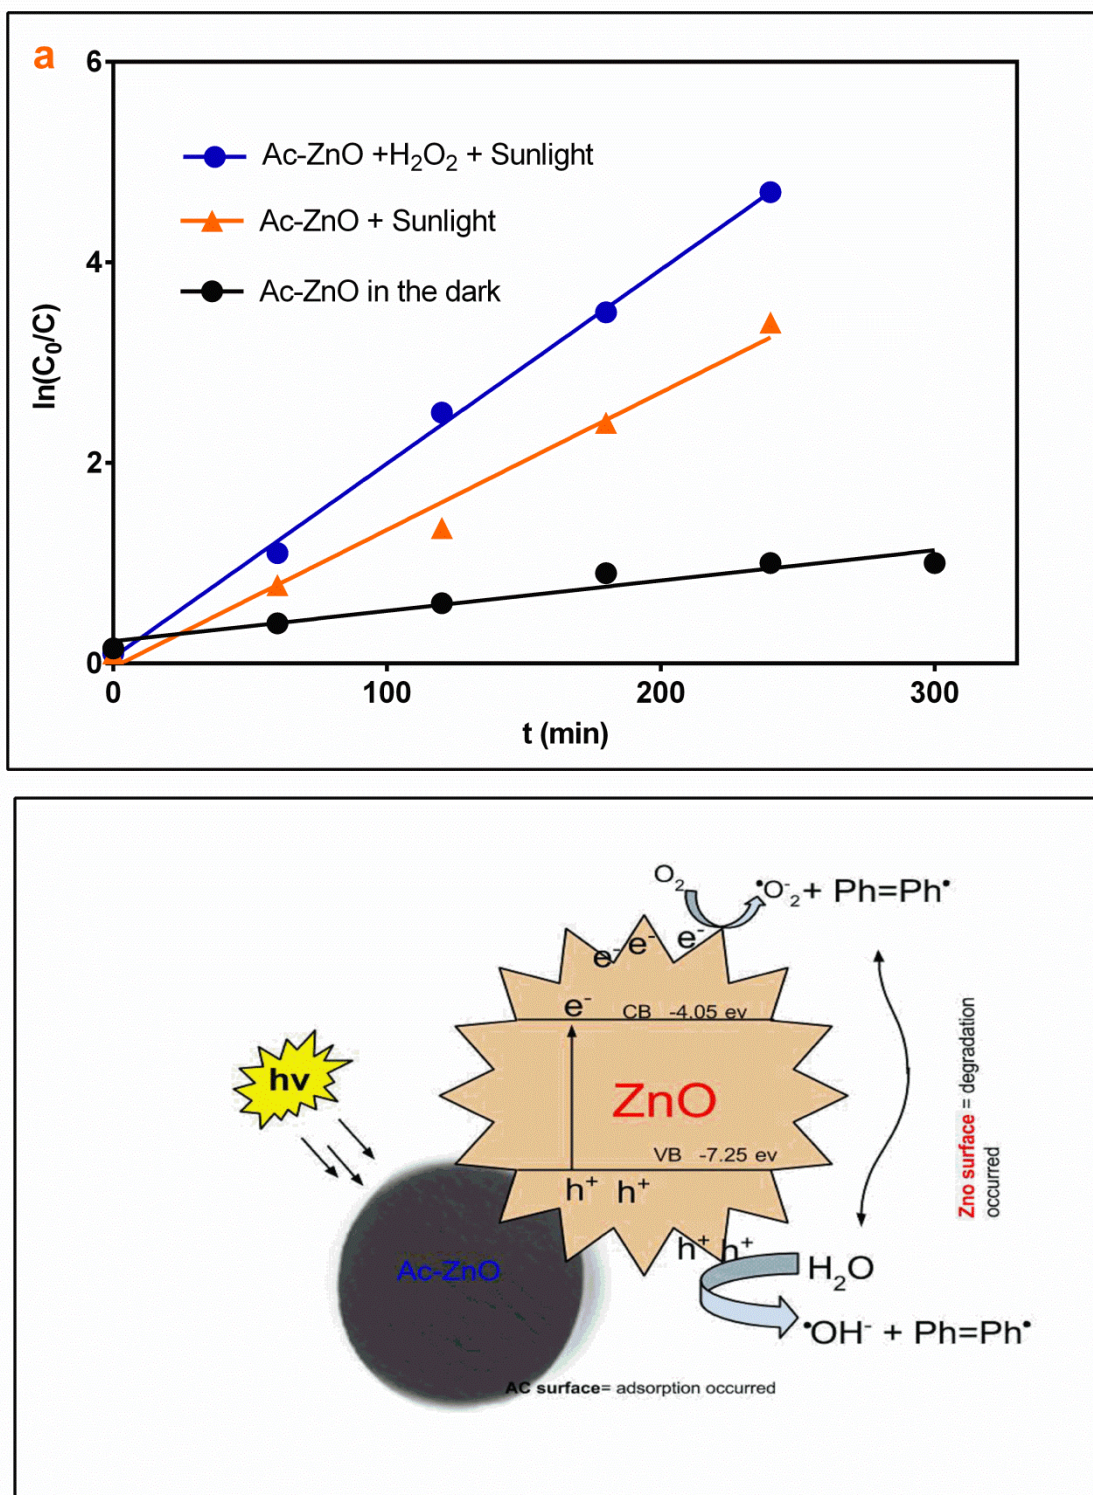 a
6
Ac-ZnO +H₂O₂ + Sunlight
Ac-ZnO + Sunlight
4
Ac-ZnO in the dark
ln(C₀/C)
2
0
0 100 200 300
t (min)
O₂ •O⁻₂+ Ph=Ph•
e⁻ e⁻ e⁻
e⁻ CB -4.05 ev
hv
ZnO
Zno surface = degradation
occurred
VB -7.25 ev
h⁺ h⁺
h⁺ h⁺
H₂O
Ac-ZnO
•OH⁻ + Ph=Ph•
AC surface= adsorption occurred